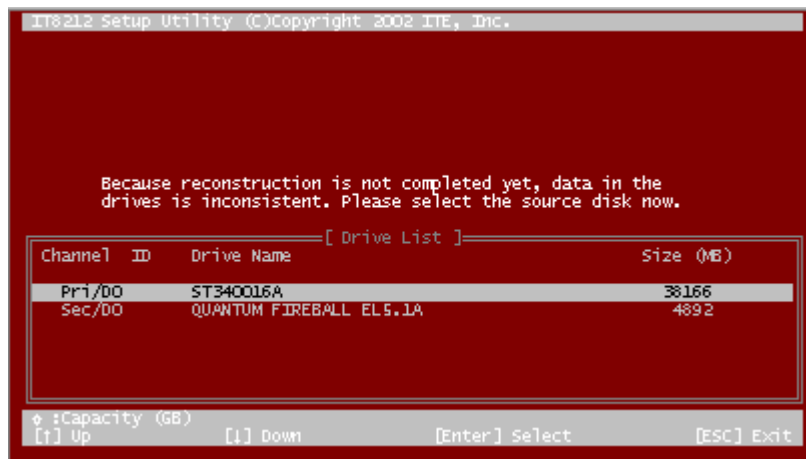 IT8212 Setup Utility (C)Copyright 2002 ITE, Inc.
Because reconstruction is not completed yet, data in the
drives is inconsistent. Please select the source disk now.
[ Drive List ]
Channel ID Drive Name Size (MB)
Pri/D0 ST340016A 38166
Sec/D0 QUANTUM FIREBALL EL5.1A 4892
◊ :Capacity (GB)
[↑] Up [↓] Down [Enter] Select [ESC] Exit